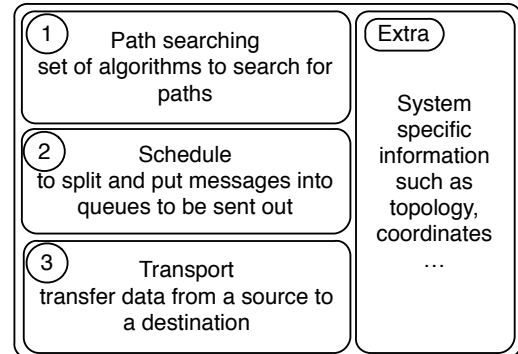 1
Path searching
set of algorithms to search for
paths
2
Schedule
to split and put messages into
queues to be sent out
3
Transport
transfer data from a source to
a destination
Extra
System
specific
information
such as
topology,
coordinates
…